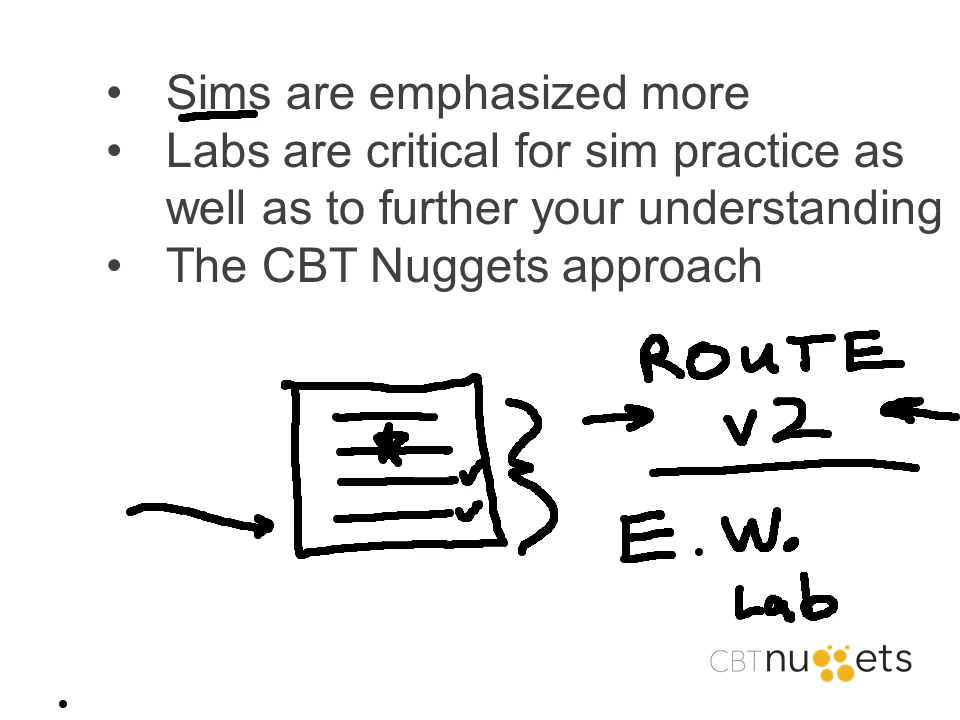 • Sims are emphasized more
• Labs are critical for sim practice as
well as to further your understanding
• The CBT Nuggets approach
ROUTE
v2
E.W.
Lab
CBTnuggets
•